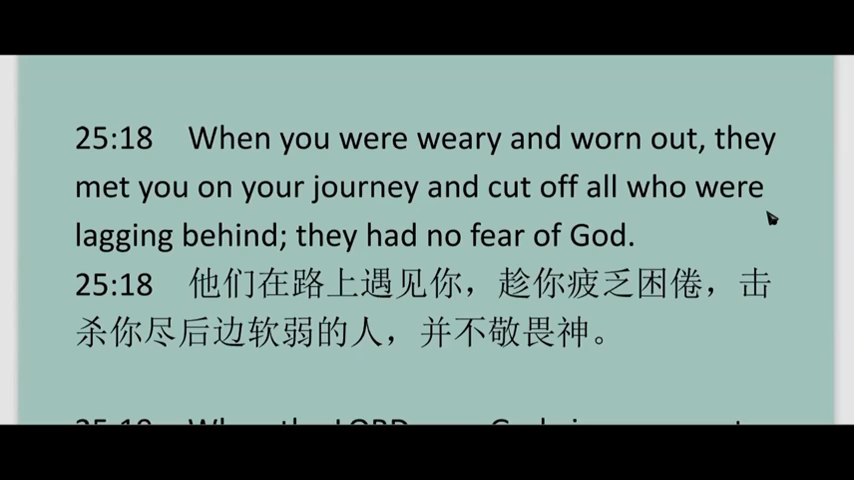 25:18 When you were weary and worn out, they
met you on your journey and cut off all who were
lagging behind; they had no fear of God.
25:18 他们在路上遇见你，趁你疲乏困倦，击
杀你尽后边软弱的人，并不敬畏神。